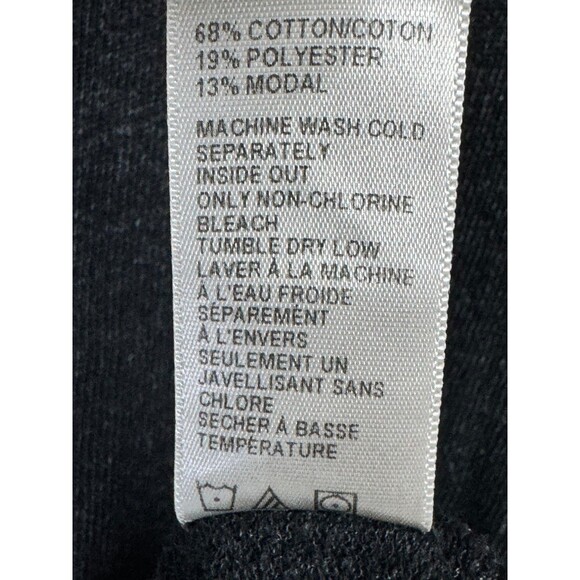 68% COTTON/COTON
19% POLYESTER
13% MODAL
MACHINE WASH COLD
SEPARATELY
INSIDE OUT
ONLY NON-CHLORINE
BLEACH
TUMBLE DRY LOW
LAVER À LA MACHINE
À L'EAU FROIDE
SÉPAREMENT
À L'ENVERS
SEULEMENT UN
JAVELLISANT SANS
CHLORE
SECHER À BASSE
TEMPÉRATURE